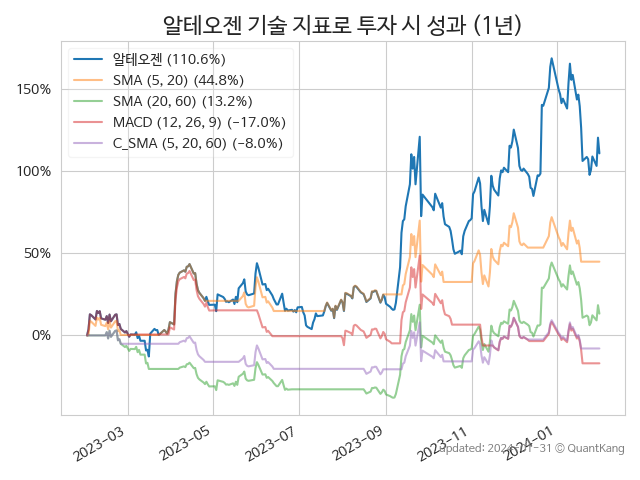 알테오젠 기술 지표로 투자 시 성과 (1년)
알테오젠 (110.6%)
SMA (5, 20) (44.8%)
SMA (20, 60) (13.2%)
MACD (12, 26, 9) (-17.0%)
C_SMA (5, 20, 60) (-8.0%)
150%
100%
50%
0%
2023-03
2023-05
2023-07
2023-09
2023-11
2024-01
updated: 2024-01-31 © QuantKang